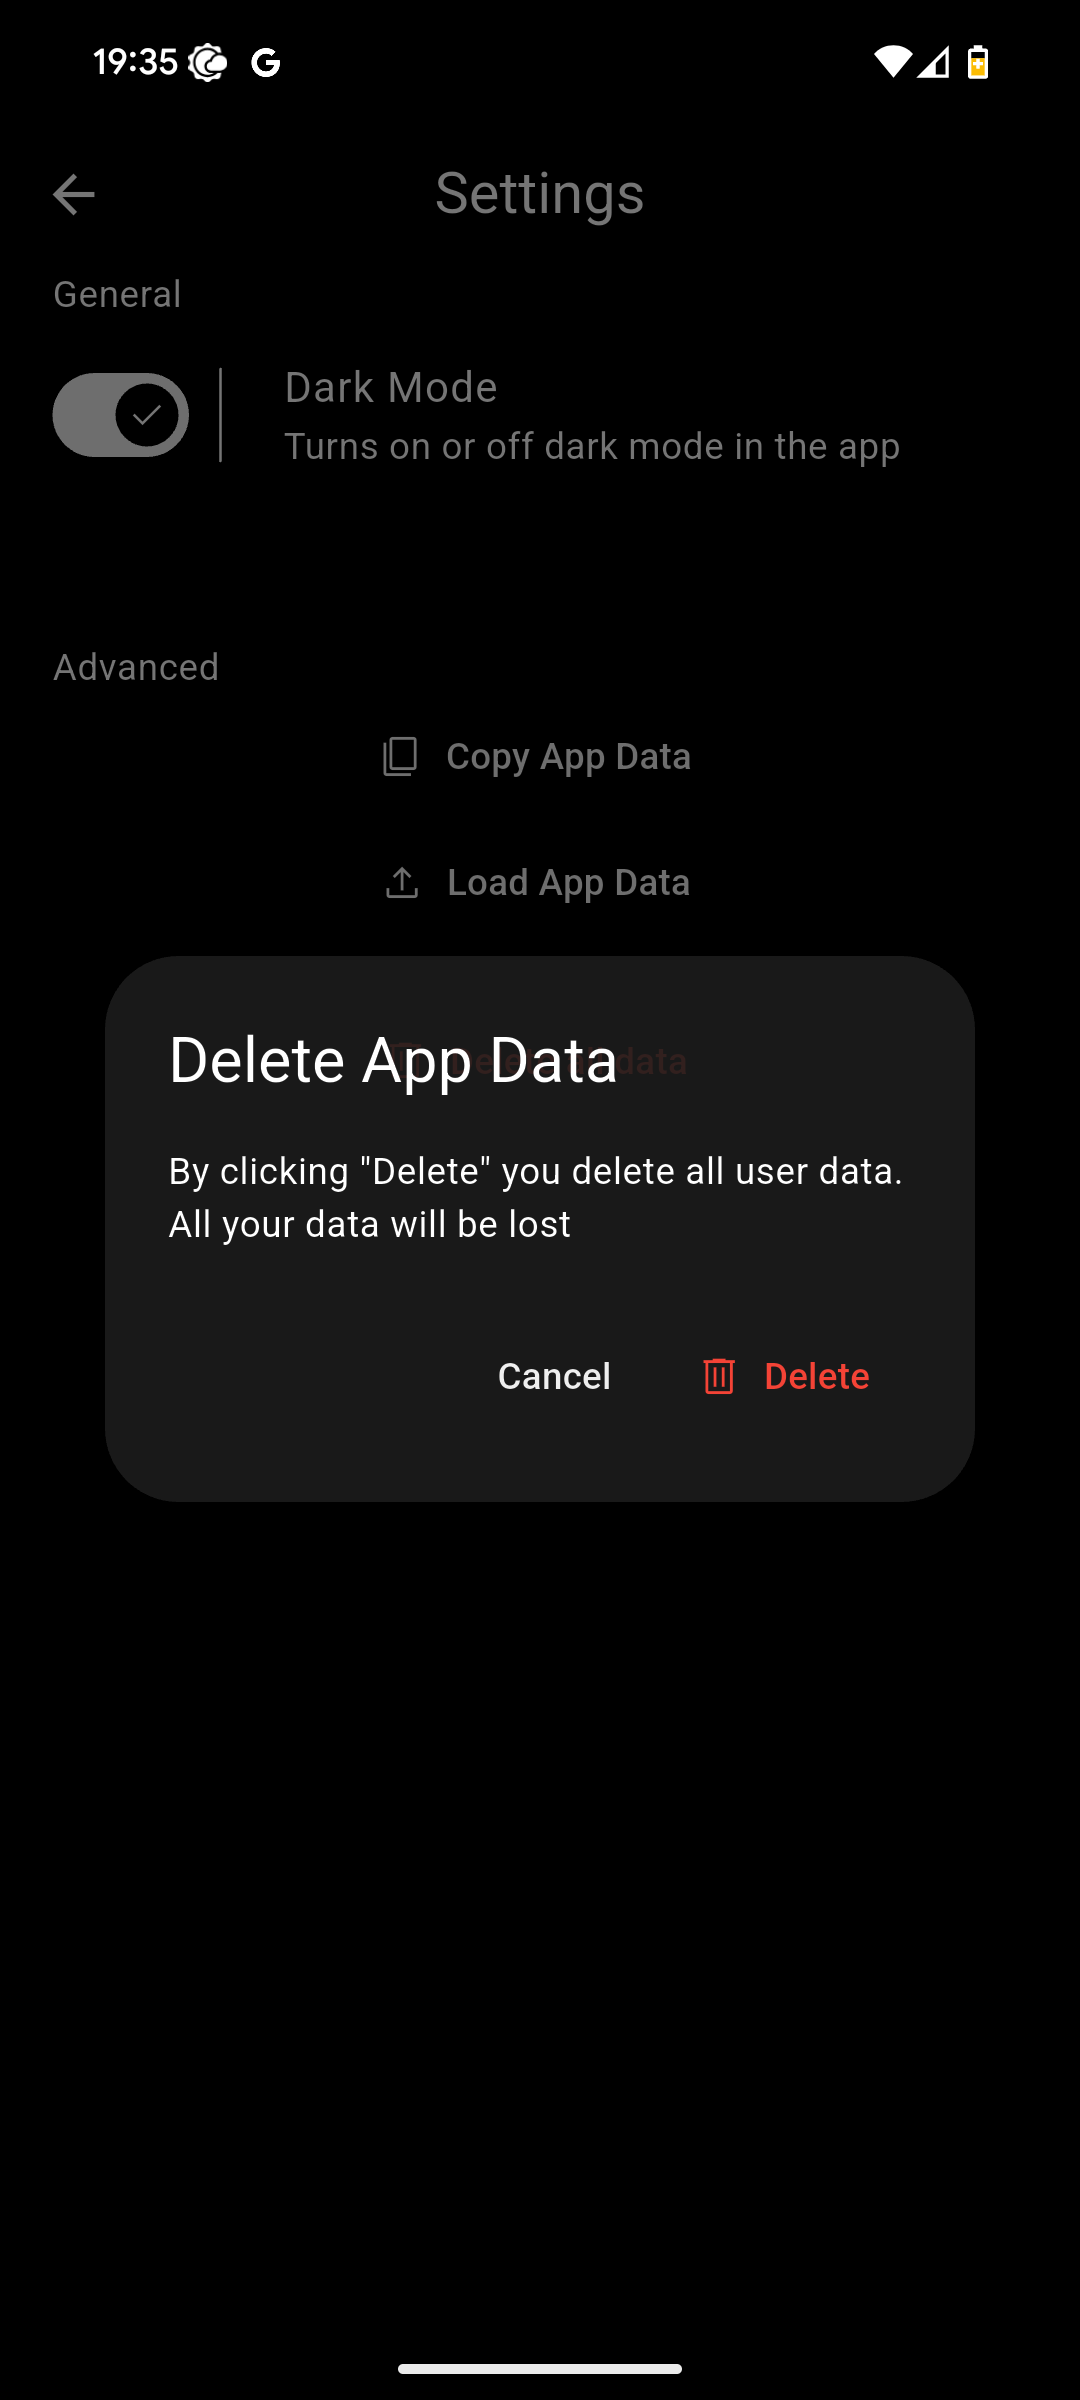 19:35
Settings
General
Dark Mode
Turns on or off dark mode in the app
Advanced
Copy App Data
Load App Data
Delete App Data
data
By clicking "Delete" you delete all user data.
All your data will be lost
Cancel
Delete